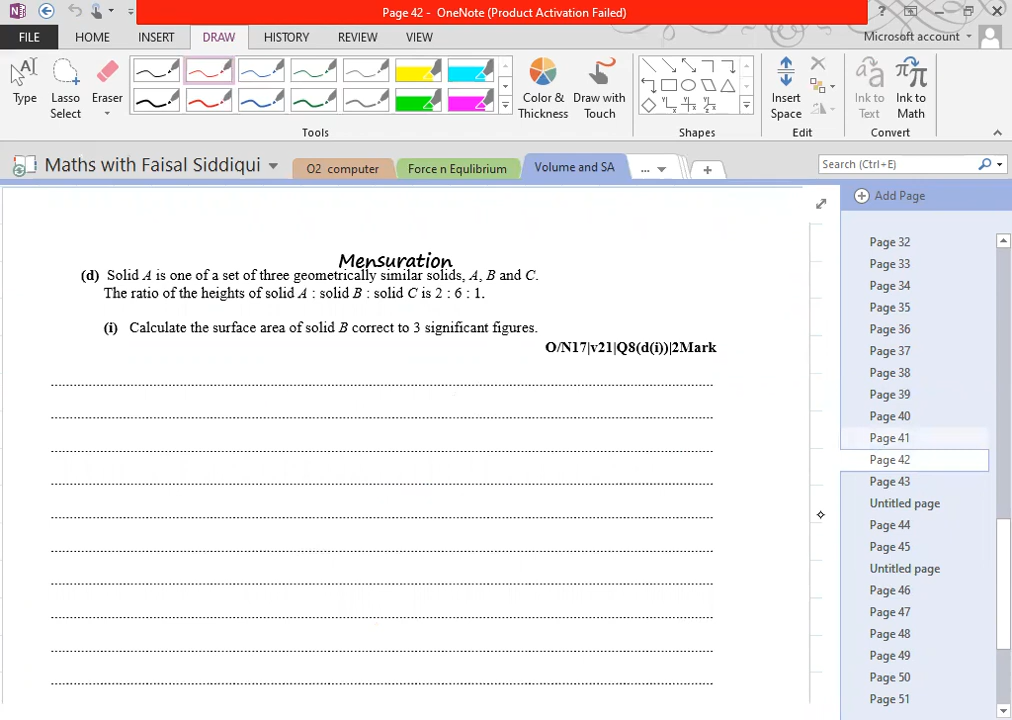 Page 42 - OneNote (Product Activation Failed)
?
FILE
HOME
INSERT
DRAW
HISTORY
REVIEW
VIEW
Microsoft account
Type
Lasso Select
Eraser
Color & Thickness
Draw with Touch
Insert Space
Ink to Text
Ink to Math
Tools
Shapes
Edit
Convert
Maths with Faisal Siddiqui
O2 computer
Force n Equlibrium
Volume and SA
...
Search (Ctrl+E)
Add Page
Mensuration
(d) Solid A is one of a set of three geometrically similar solids, A, B and C.
The ratio of the heights of solid A : solid B : solid C is 2 : 6 : 1.
(i) Calculate the surface area of solid B correct to 3 significant figures.
O/N17|v21|Q8(d(i))|2Mark
Page 32
Page 33
Page 34
Page 35
Page 36
Page 37
Page 38
Page 39
Page 40
Page 41
Page 42
Page 43
Untitled page
Page 44
Page 45
Untitled page
Page 46
Page 47
Page 48
Page 49
Page 50
Page 51